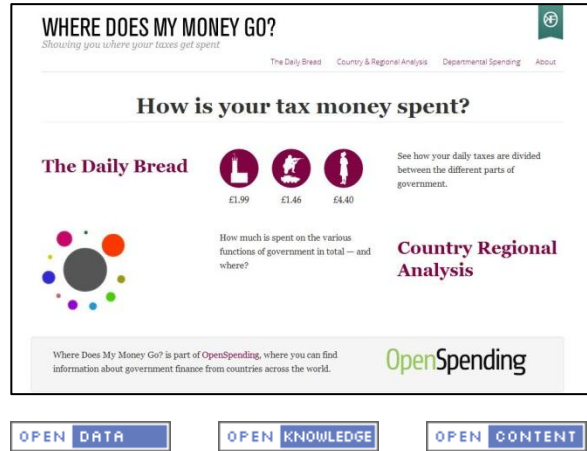 WHERE DOES MY MONEY GO?
Showing you where your taxes get spent
The Daily Bread Country & Regional Analysis Departmental Spending About
How is your tax money spent?
The Daily Bread
£1.99 £1.46 £4.40
See how your daily taxes are divided
between the different parts of
government.
How much is spent on the various
functions of government in total — and
where?
Country Regional
Analysis
Where Does My Money Go? is part of OpenSpending, where you can find
information about government finance from countries across the world.
OpenSpending
OPEN DATA
OPEN KNOWLEDGE
OPEN CONTENT